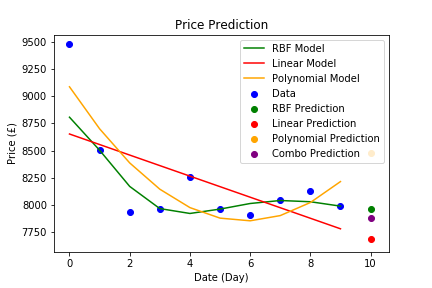 Price Prediction
9500
9250
9000
8750
8500
8250
8000
7750
Price (£)
RBF Model
Linear Model
Polynomial Model
Data
RBF Prediction
Linear Prediction
Polynomial Prediction
Combo Prediction
0 2 4 6 8 10
Date (Day)